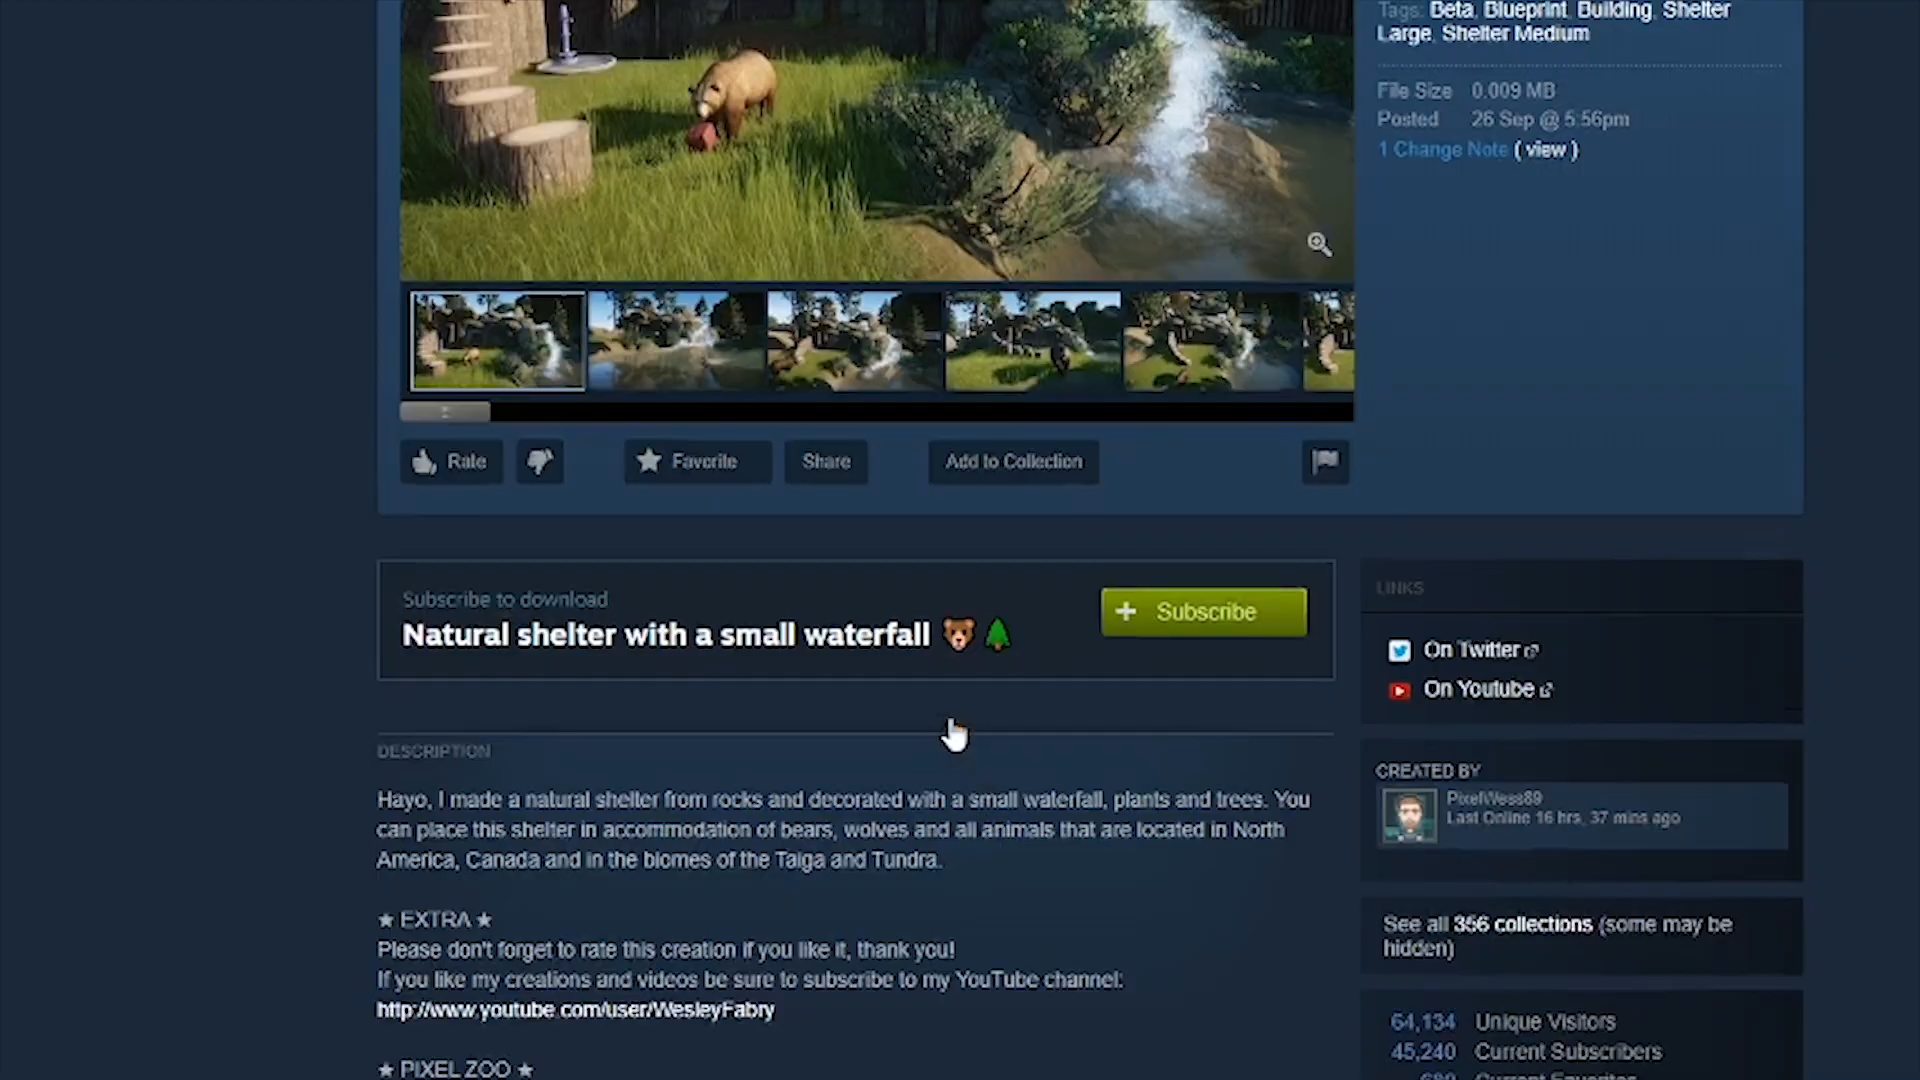 Tags: Beta, Blueprint, Building, Shelter
Large, Shelter Medium
File Size 0.009 MB
Posted 26 Sep @ 5:56pm
1 Change Note ( view )
Rate
Favorite
Share
Add to Collection
Subscribe to download
Natural shelter with a small waterfall 🐻🌲
+ Subscribe
LINKS
On Twitter
On Youtube
DESCRIPTION
Hayo, I made a natural shelter from rocks and decorated with a small waterfall, plants and trees. You
can place this shelter in accommodation of bears, wolves and all animals that are located in North
America, Canada and in the biomes of the Taiga and Tundra.
★ EXTRA ★
Please don't forget to rate this creation if you like it, thank you!
If you like my creations and videos be sure to subscribe to my YouTube channel:
http://www.youtube.com/user/WesleyFabry
★ PIXEL ZOO ★
CREATED BY
PixelWess89
Last Online 16 hrs, 37 mins ago
See all 356 collections (some may be
hidden)
64,134 Unique Visitors
45,240 Current Subscribers
Current Favorites